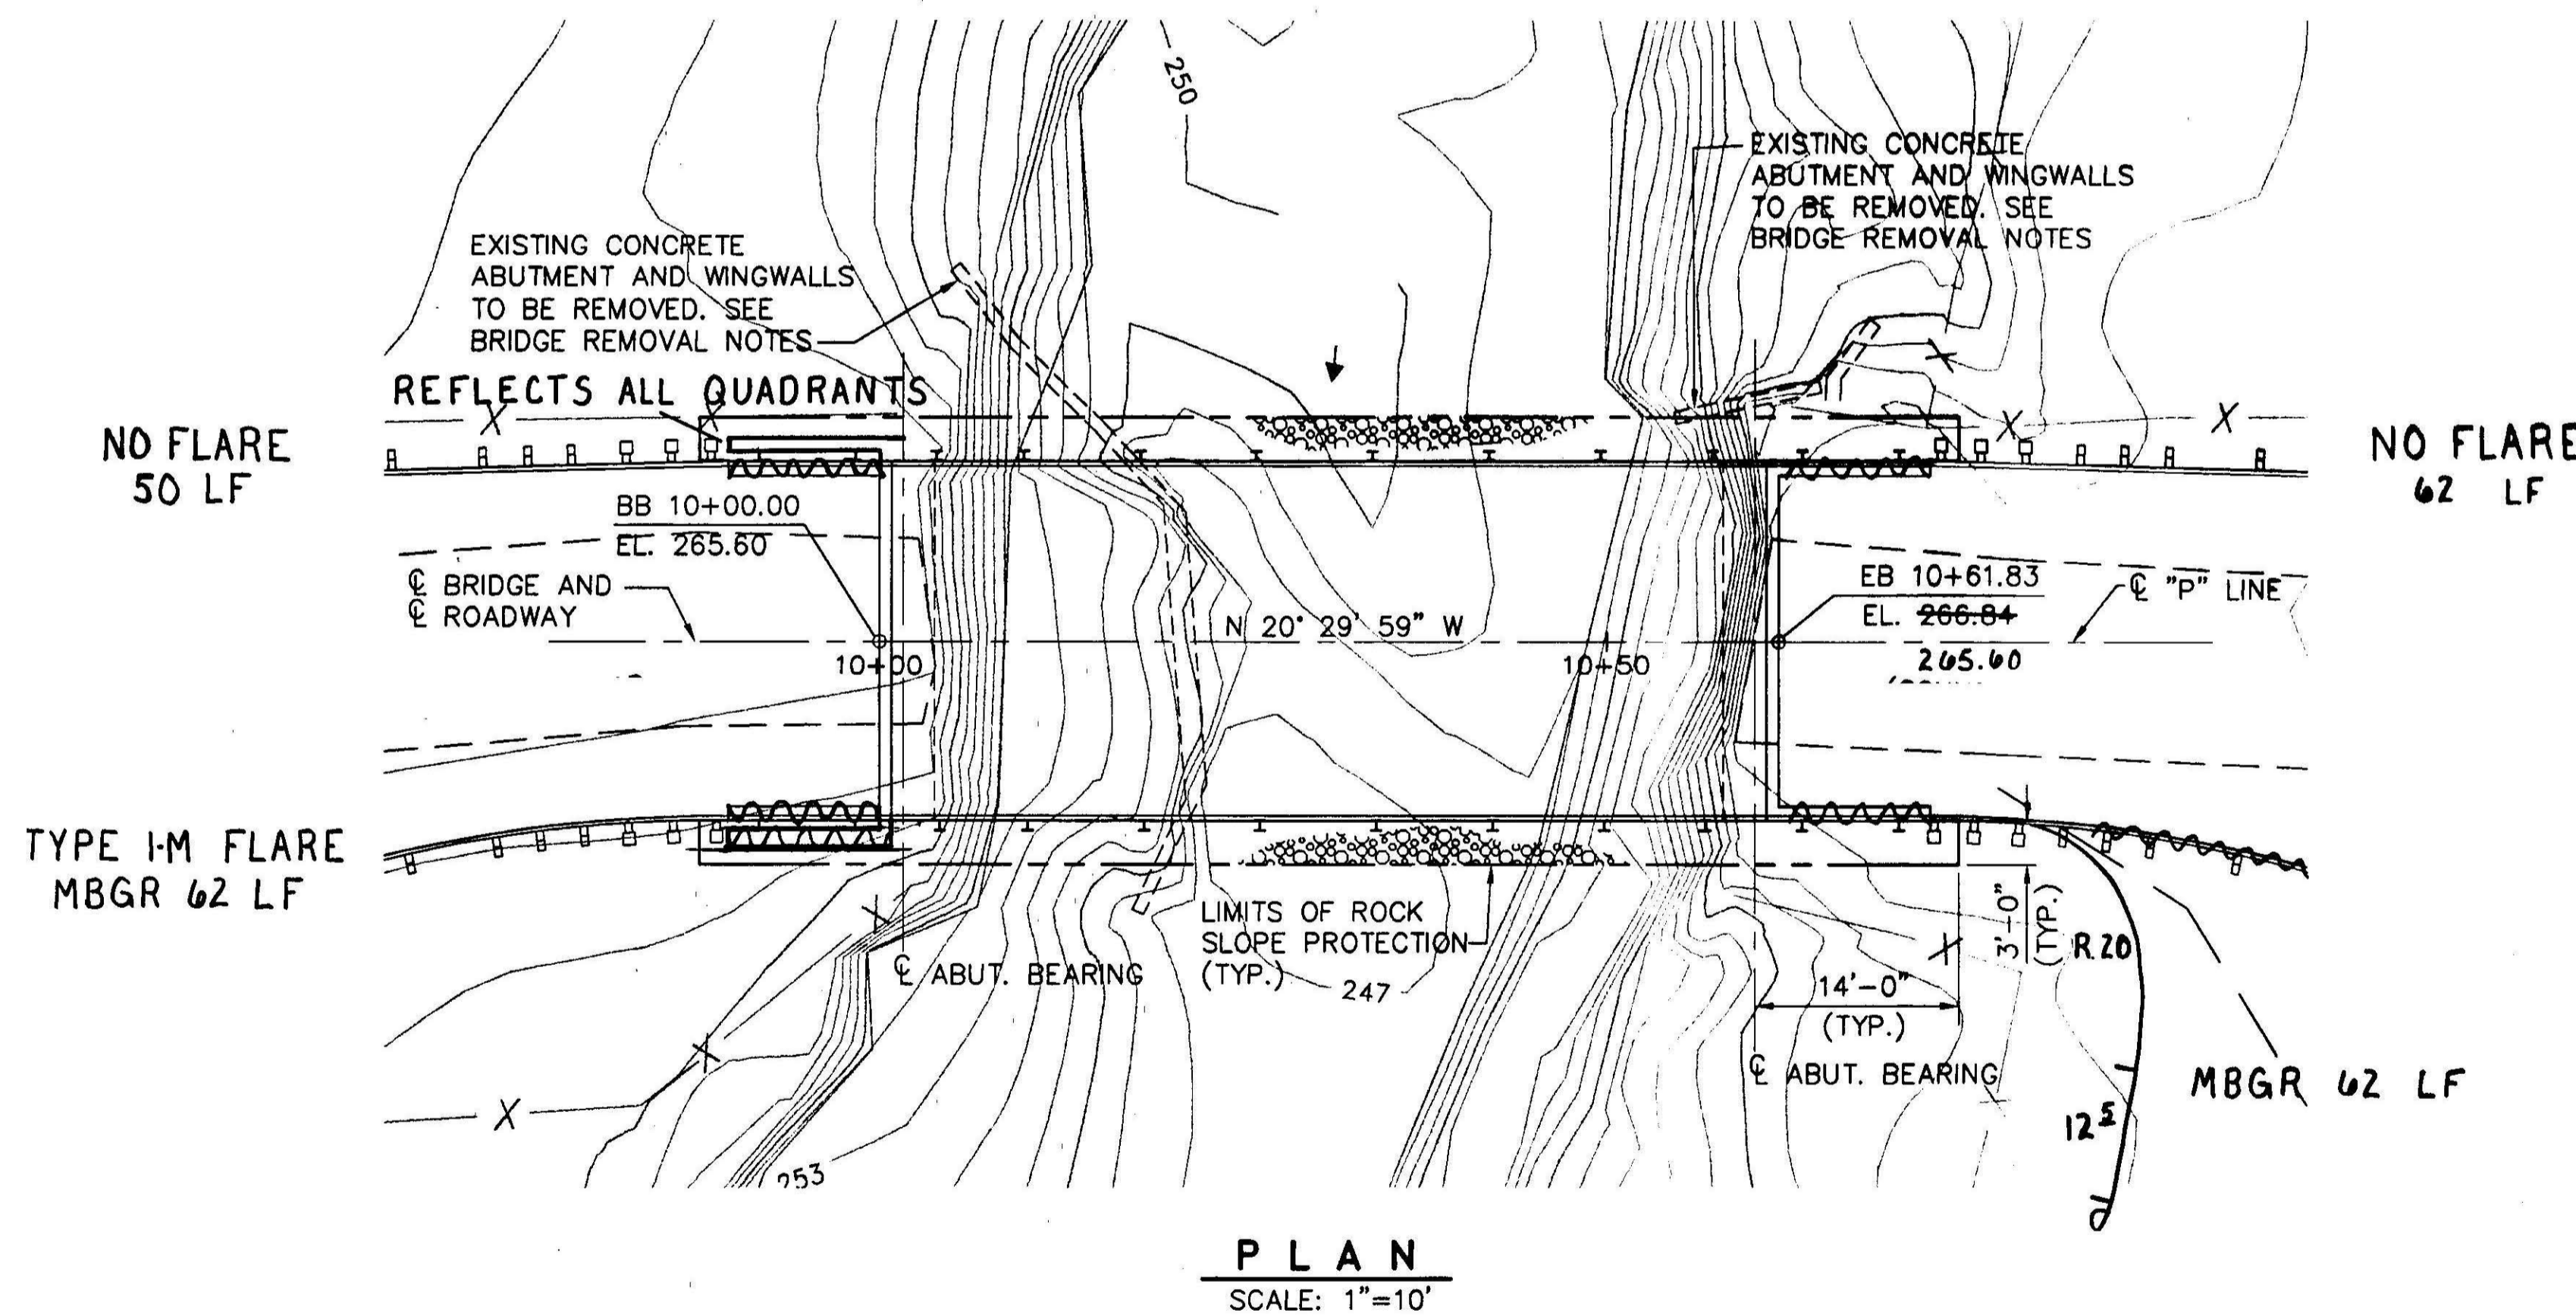 250
EXISTING CONCRETE
ABUTMENT AND WINGWALLS
TO BE REMOVED. SEE
BRIDGE REMOVAL NOTES
EXISTING CONCRETE
ABUTMENT AND WINGWALLS
TO BE REMOVED. SEE
BRIDGE REMOVAL NOTES
REFLECTS ALL QUADRANTS
NO FLARE
50 LF
NO FLARE
62 LF
BB 10+00.00
EL. 265.60
℄ BRIDGE AND
℄ ROADWAY
EB 10+61.83
EL. 266.84
265.60
℄ "P" LINE
N 20° 29' 59" W
10+00
10+50
TYPE 1-M FLARE
MBGR 62 LF
LIMITS OF ROCK
SLOPE PROTECTION
(TYP.)
247
℄ ABUT. BEARING
3'-0"
(TYP.)
R.20
14'-0"
(TYP.)
℄ ABUT. BEARING
MBGR 62 LF
12 5
253
PLAN
SCALE: 1"=10'